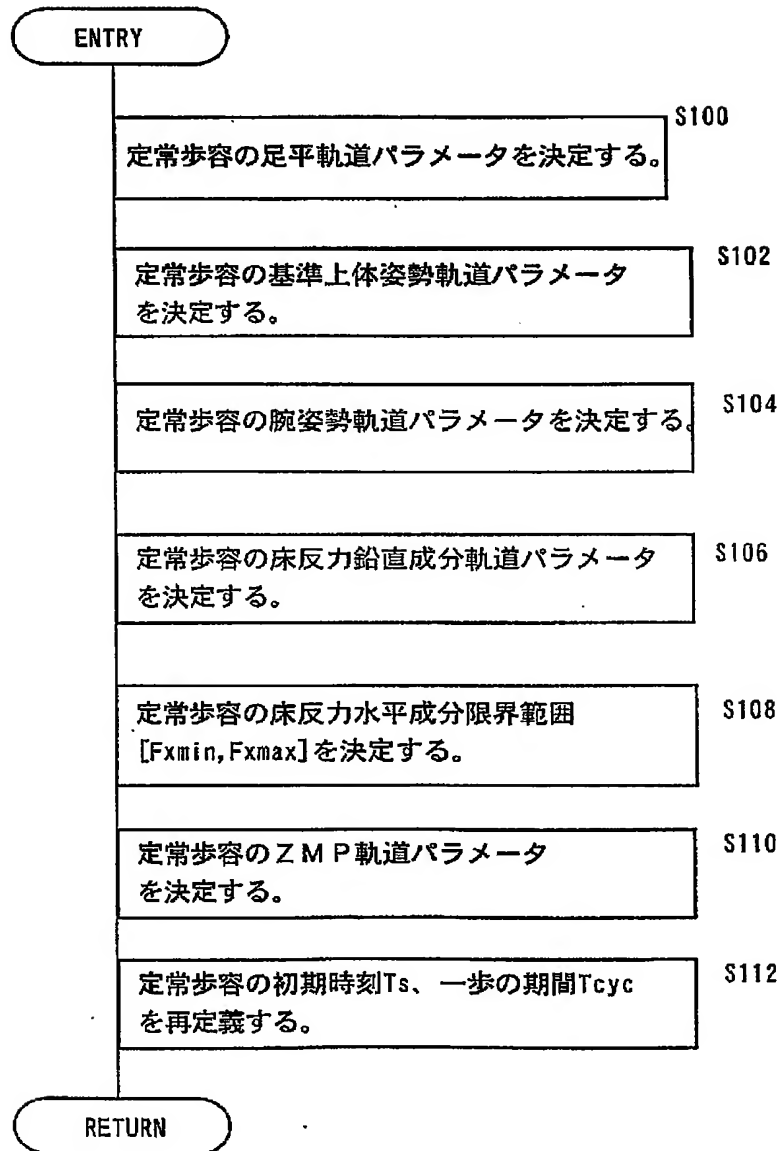 ENTRY
S100
定常歩容の足平軌道パラメータを決定する。
S102
定常歩容の基準上体姿勢軌道パラメータ
を決定する。
S104
定常歩容の腕姿勢軌道パラメータを決定する。
S106
定常歩容の床反力鉛直成分軌道パラメータ
を決定する。
S108
定常歩容の床反力水平成分限界範囲
[Fxmin,Fxmax]を決定する。
S110
定常歩容のＺＭＰ軌道パラメータ
を決定する。
S112
定常歩容の初期時刻Ts、一歩の期間Tcyc
を再定義する。
RETURN